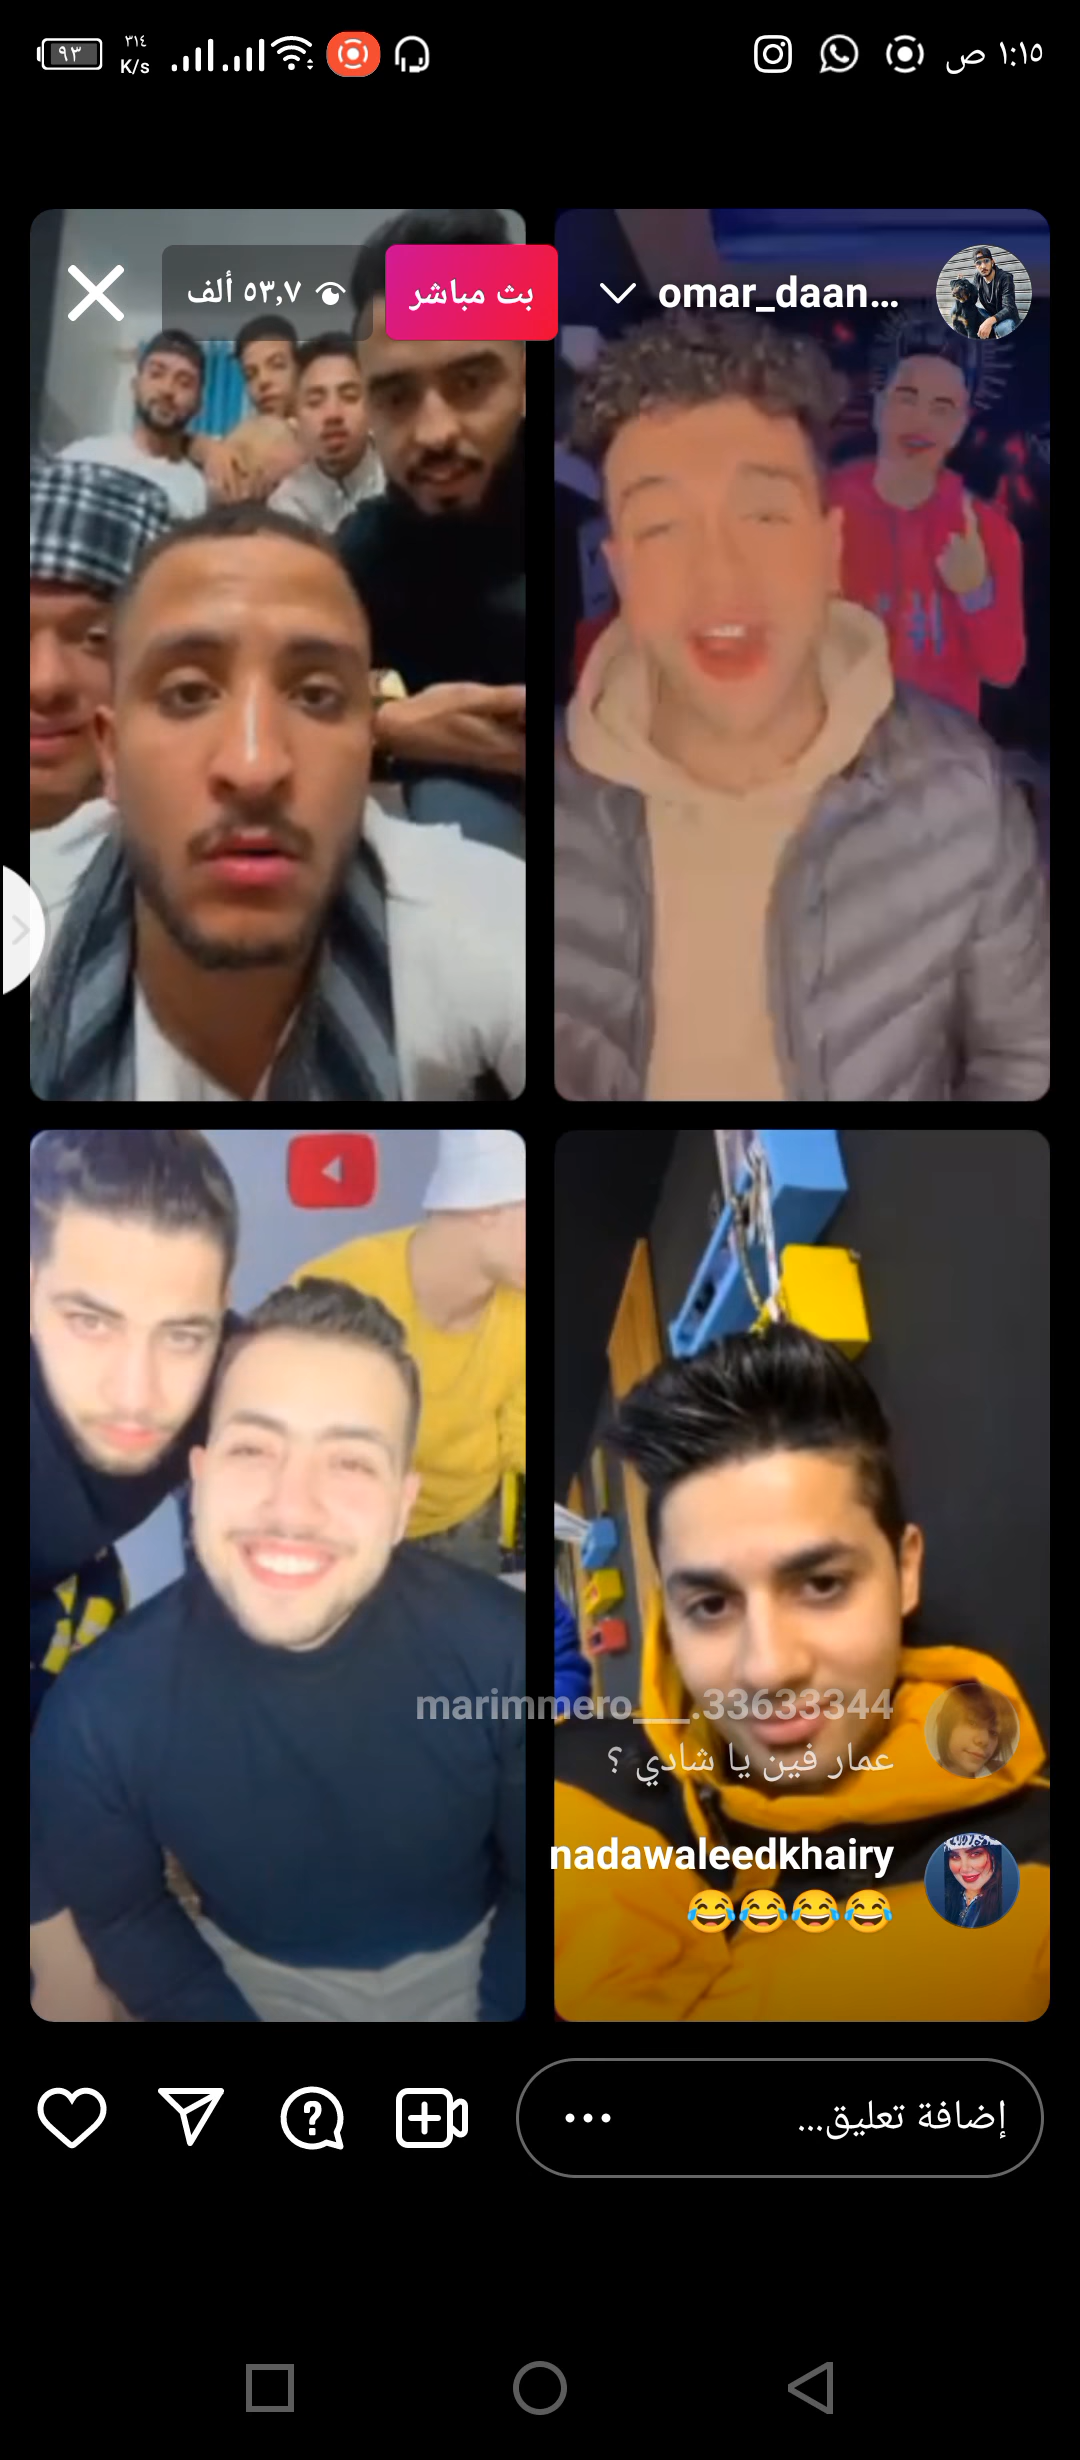 ١:١٥ ص
٣١٤
K/s
٩٣
omar_daan...
بث مباشر
٥٣,٧ ألف
marimmero___.33633344
عمار فين يا شادي ؟
nadawaleedkhairy
😂😂😂😂
إضافة تعليق...